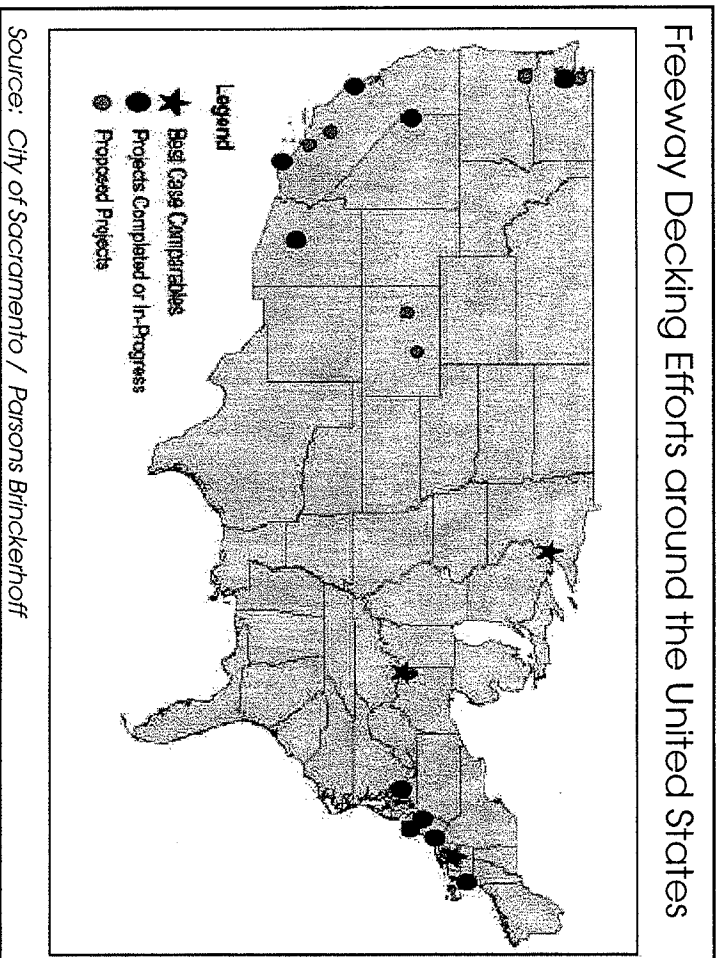 Freeway Decking Efforts around the United States
Legend
Best Case Comparables
Projects Completed or In-Progress
Proposed Projects
Source: City of Sacramento / Parsons Brinckerhoff